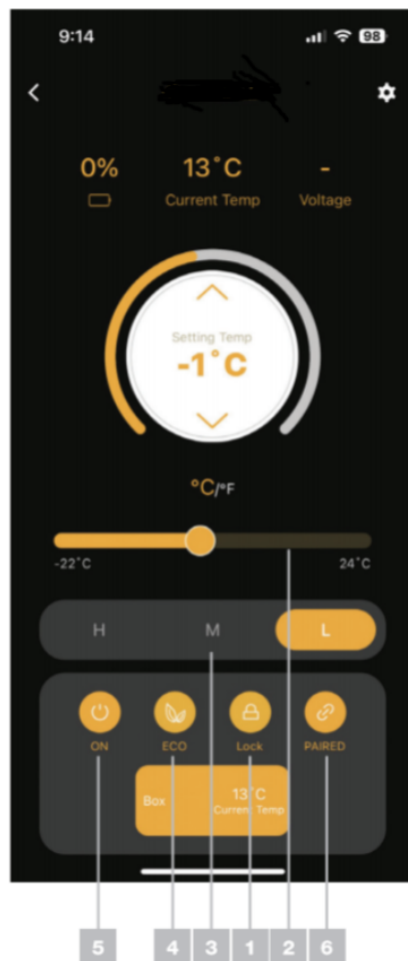 9:14 98
0% 13°C -
Current Temp Voltage
Setting Temp
-1°C
°C/°F
-22°C 24°C
H M L
ON ECO Lock PAIRED
Box 13°C
Current Temp
5 4 3 1 2 6